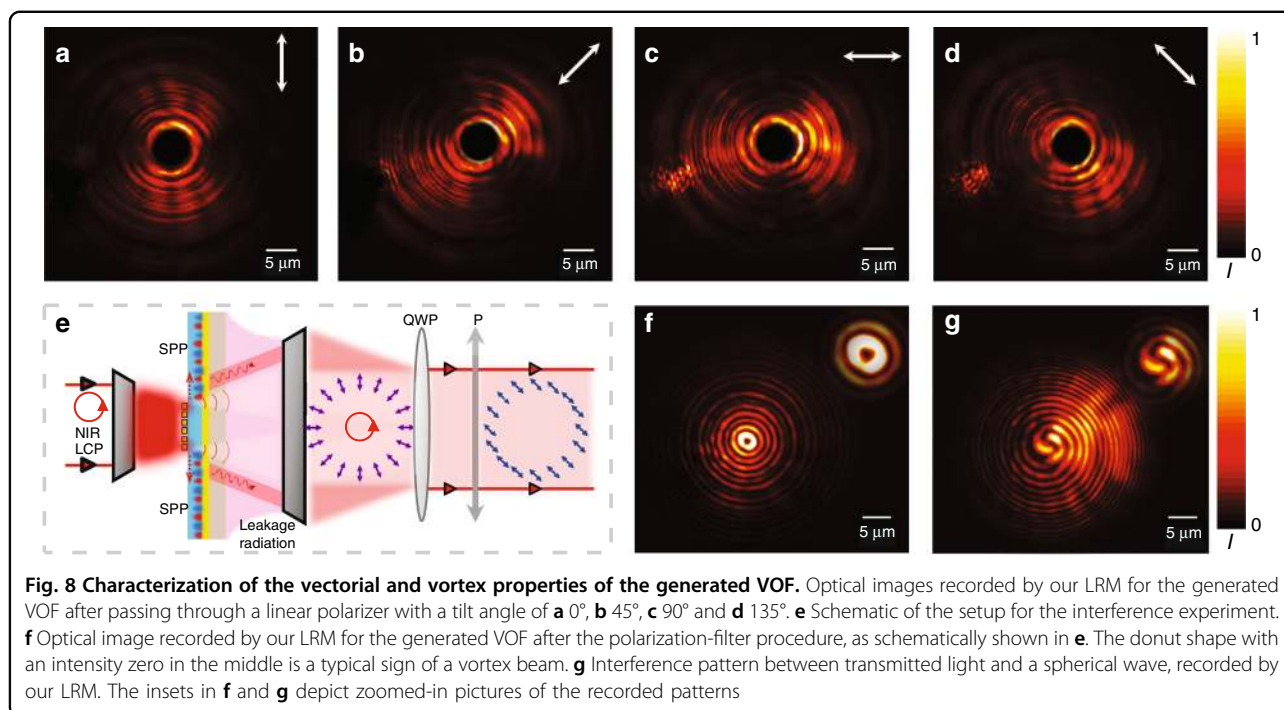 a
b
c
d
5 µm
5 µm
5 µm
5 µm
1
0
I
e
SPP
QWP
P
NIR
LCP
SPP
Leakage
radiation
f
g
5 µm
5 µm
1
0
I
Fig. 8 Characterization of the vectorial and vortex properties of the generated VOF. Optical images recorded by our LRM for the generated
VOF after passing through a linear polarizer with a tilt angle of a 0°, b 45°, c 90° and d 135°. e Schematic of the setup for the interference experiment.
f Optical image recorded by our LRM for the generated VOF after the polarization-filter procedure, as schematically shown in e. The donut shape with
an intensity zero in the middle is a typical sign of a vortex beam. g Interference pattern between transmitted light and a spherical wave, recorded by
our LRM. The insets in f and g depict zoomed-in pictures of the recorded patterns